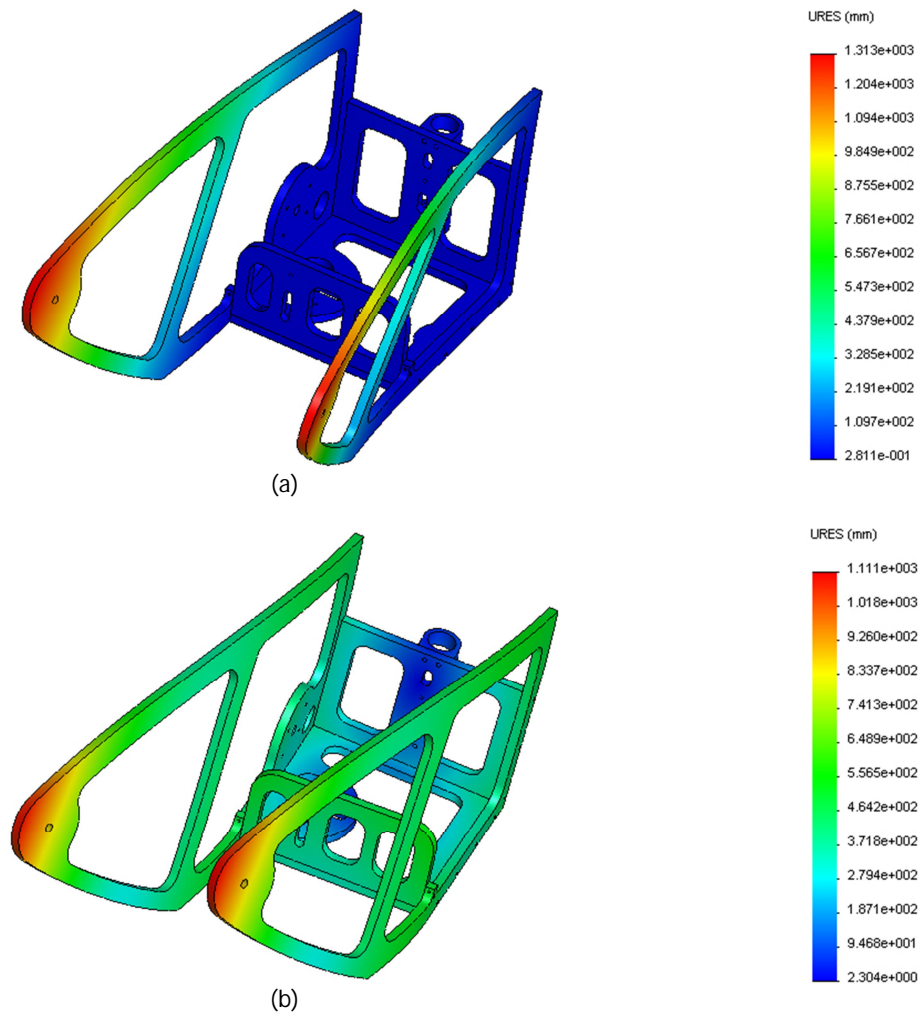 URES (mm)
1.313e+003
1.204e+003
1.094e+003
9.849e+002
8.755e+002
7.661e+002
6.567e+002
5.473e+002
4.379e+002
3.285e+002
2.191e+002
1.097e+002
2.811e-001
(a)
URES (mm)
1.111e+003
1.018e+003
9.260e+002
8.337e+002
7.413e+002
6.489e+002
5.565e+002
4.642e+002
3.718e+002
2.794e+002
1.871e+002
9.468e+001
2.304e+000
(b)